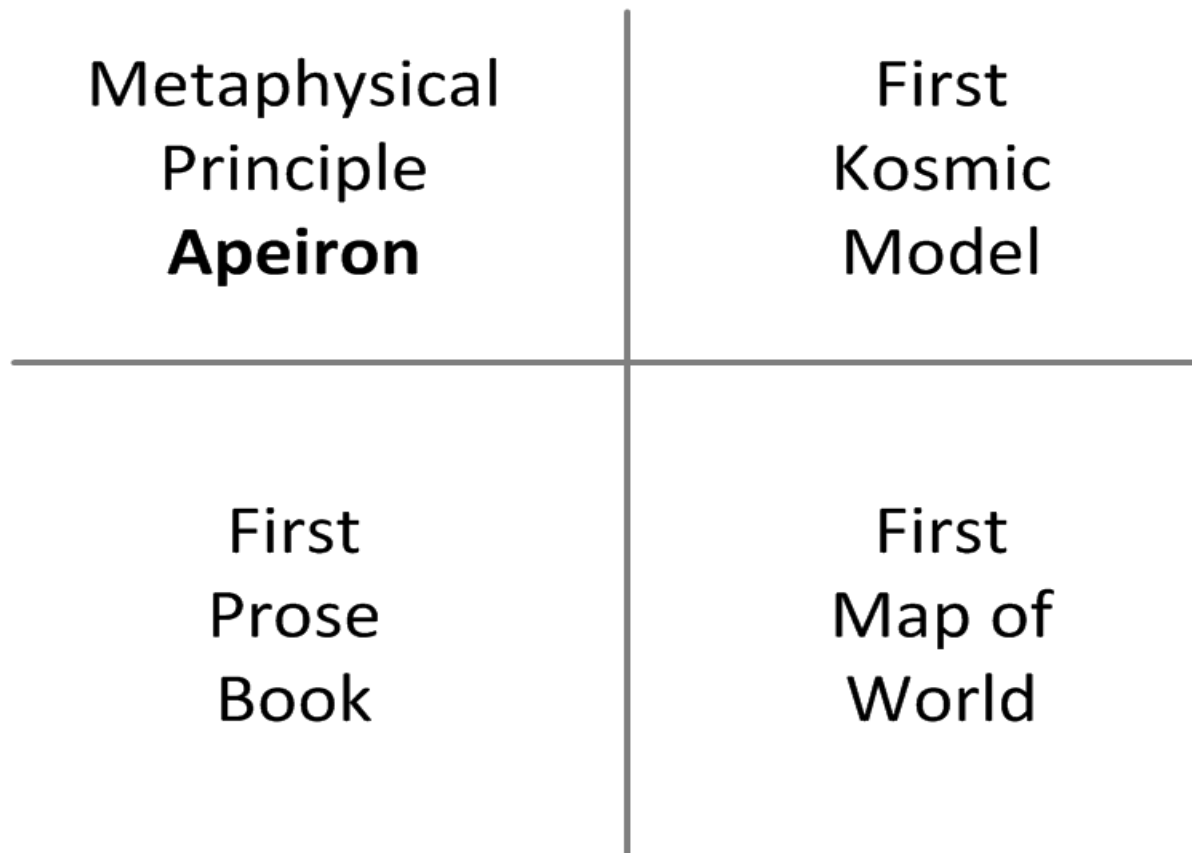 Metaphysical
Principle
Apeiron
First
Kosmic
Model
First
Prose
Book
First
Map of
World